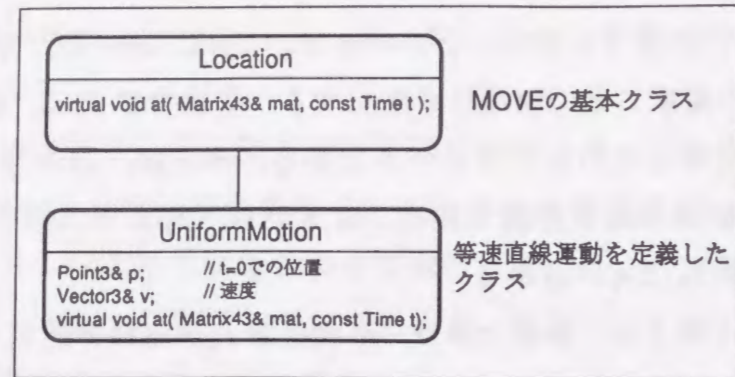 Location
virtual void at( Matrix43& mat, const Time t );
MOVEの基本クラス
UniformMotion
Point3& p; // t=0での位置
Vector3& v; // 速度
virtual void at( Matrix43& mat, const Time t);
等速直線運動を定義した
クラス